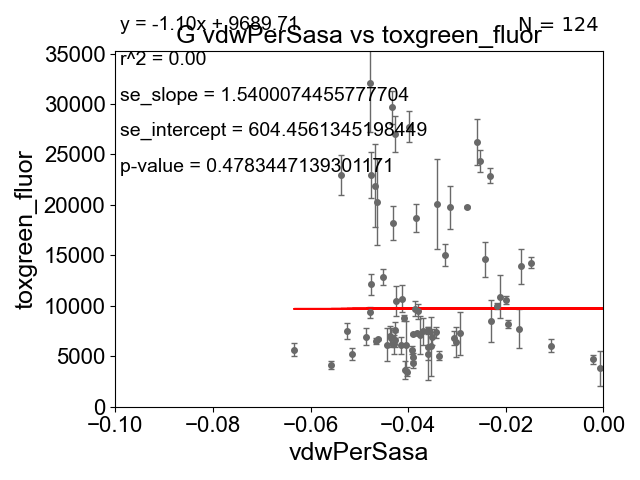 y = -1.10x + 9689.71
N = 124
G vdwPerSasa vs toxgreen_fluor
r^2 = 0.00
se_slope = 1.5400074455777704
se_intercept = 604.4561345198449
p-value = 0.4783447139301171
35000
30000
25000
20000
15000
10000
5000
0
toxgreen_fluor
−0.10
−0.08
−0.06
−0.04
−0.02
0.00
vdwPerSasa